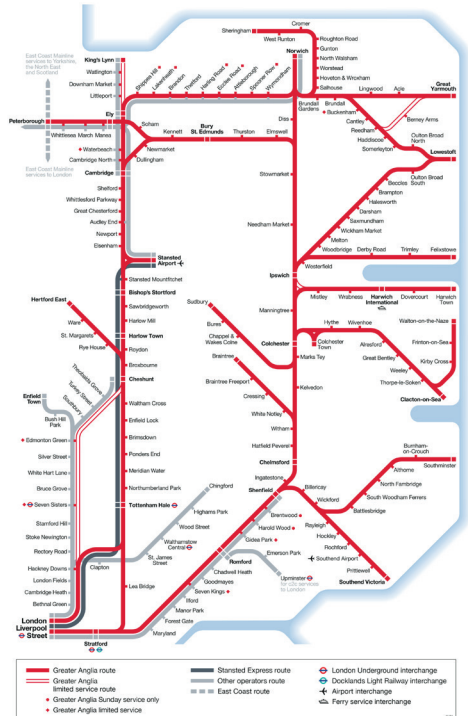 East Coast Mainline
services to Yorkshire,
the North East
and Scotland
King's Lynn
Watlington
Downham Market
Littleport
Ely
Peterborough
Whittlesea March Manea
Waterbeach
Cambridge North
East Coast Mainline
services to London
Cambridge
Shippea Hill
Lakenheath
Brandon
Thetford
Harling Road
Eccles Road
Attleborough
Spooner Row
Wymondham
Sheringham
West Runton
Cromer
Roughton Road
Gunton
North Walsham
Worstead
Hoveton & Wroxham
Salhouse
Norwich
Brundall
Gardens
Brundall
Lingwood
Acle
Great
Yarmouth
Buckenham
Cantley
Reedham
Haddiscoe
Somerleyton
Berney Arms
Oulton Broad
North
Lowestoft
Oulton Broad
South
Beccles
Brampton
Halesworth
Darsham
Saxmundham
Wickham Market
Melton
Woodbridge
Westerfield
Soham
Kennett
Bury
St. Edmunds
Thurston
Elmswell
Newmarket
Dullingham
Diss
Stowmarket
Needham Market
Ipswich
Derby Road
Trimley
Felixstowe
Shelford
Whittlesford Parkway
Great Chesterford
Audley End
Newport
Elsenham
Stansted
Airport
Stansted Mountfitchet
Bishop's Stortford
Sawbridgeworth
Harlow Mill
Harlow Town
Roydon
Broxbourne
Cheshunt
Waltham Cross
Enfield Lock
Brimsdown
Ponders End
Meridian Water
Northumberland Park
Tottenham Hale
Lea Bridge
Hertford East
Ware
St. Margarets
Rye House
Theobalds Grove
Turkey Street
Southbury
Enfield
Town
Bush Hill
Park
Edmonton Green
Silver Street
White Hart Lane
Bruce Grove
Seven Sisters
Stamford Hill
Stoke Newington
Rectory Road
Hackney Downs
London Fields
Cambridge Heath
Bethnal Green
London
Liverpool
Street
Stratford
Clapton
St. James
Street
Walthamstow
Central
Wood Street
Highams Park
Chingford
Maryland
Forest Gate
Manor Park
Ilford
Seven Kings
Goodmayes
Chadwell Heath
Romford
Gidea Park
Harold Wood
Brentwood
Shenfield
Emerson Park
Upminster
for c2c services
to London
Manningtree
Mistley
Wrabness
Harwich
International
Dovercourt
Harwich
Town
Sudbury
Bures
Chappel &
Wakes Colne
Colchester
Colchester
Town
Hythe
Wivenhoe
Alresford
Great Bentley
Weeley
Thorpe-le-Soken
Walton-on-the-Naze
Frinton-on-Sea
Kirby Cross
Clacton-on-Sea
Marks Tey
Kelvedon
Braintree
Braintree Freeport
Cressing
White Notley
Witham
Hatfield Peverel
Chelmsford
Ingatestone
Billericay
Wickford
Rayleigh
Hockley
Rochford
Southend Airport
Prittlewell
Southend Victoria
Battlesbridge
South Woodham Ferrers
North Fambridge
Althorne
Burnham-
on-Crouch
Southminster
Greater Anglia route
Greater Anglia
limited service route
Greater Anglia Sunday service only
Greater Anglia limited service
Stansted Express route
Other operators route
East Coast route
London Underground interchange
Docklands Light Railway interchange
Airport interchange
Ferry service interchange